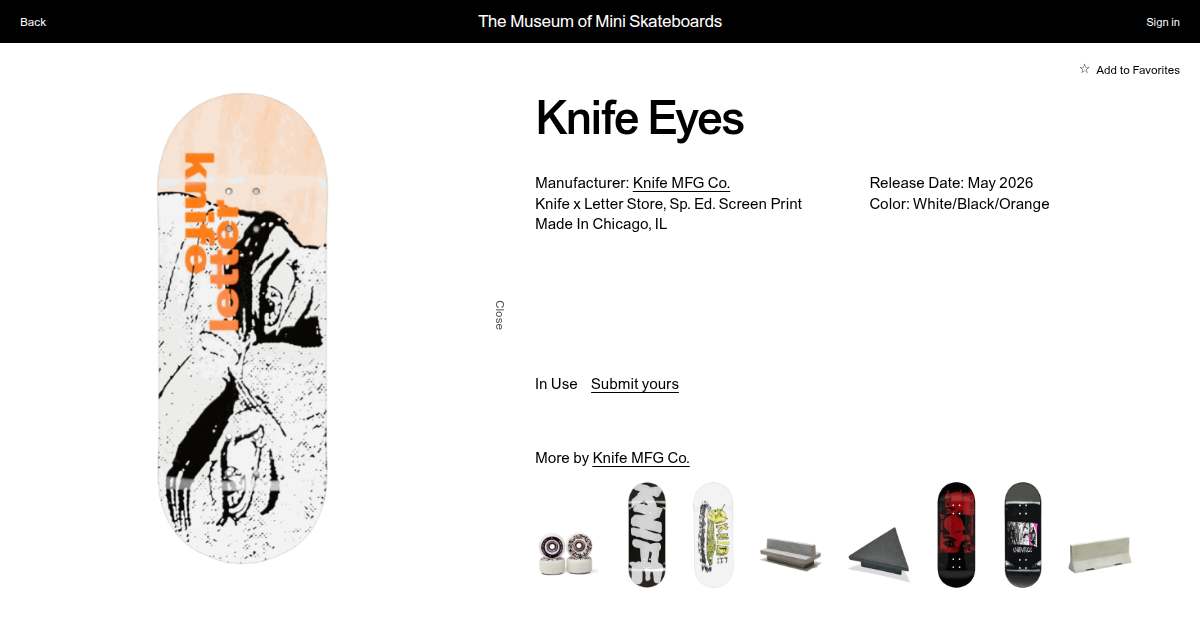 Back
The Museum of Mini Skateboards
Sign in
☆ Add to Favorites
knife
letter
Knife Eyes
Manufacturer: Knife MFG Co.
Knife x Letter Store, Sp. Ed. Screen Print
Made In Chicago, IL
Release Date: May 2026
Color: White/Black/Orange
Close
In Use
Submit yours
More by Knife MFG Co.
KNIFE
KNIFE